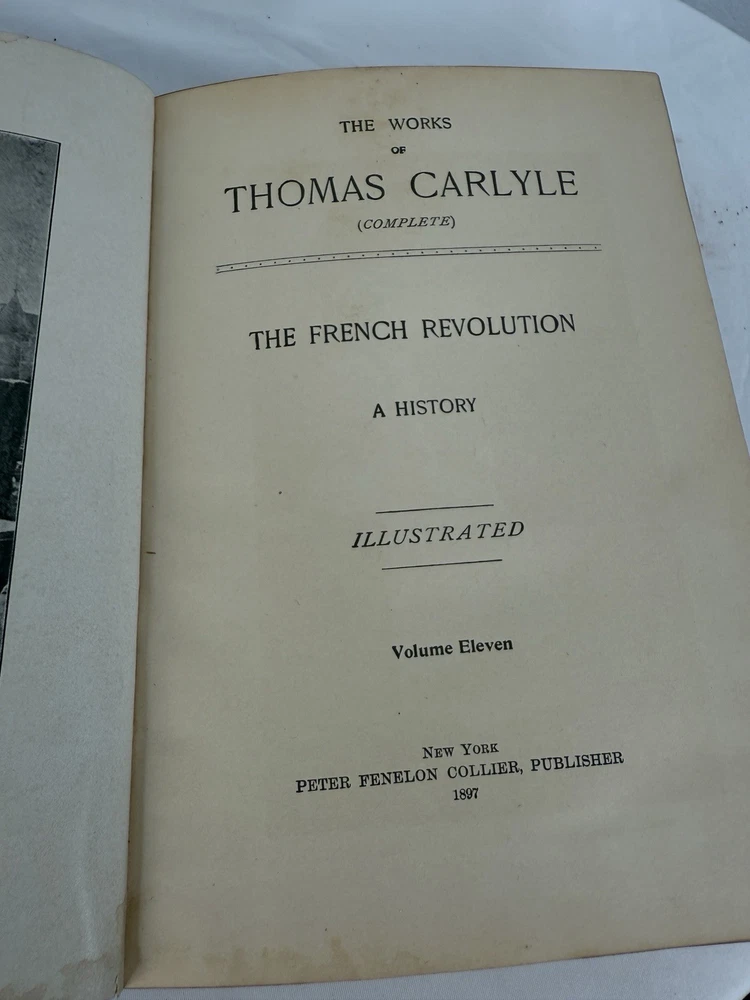 THE WORKS
OF
THOMAS CARLYLE
(COMPLETE)
THE FRENCH REVOLUTION
A HISTORY
ILLUSTRATED
Volume Eleven
NEW YORK
PETER FENELON COLLIER, PUBLISHER
1897